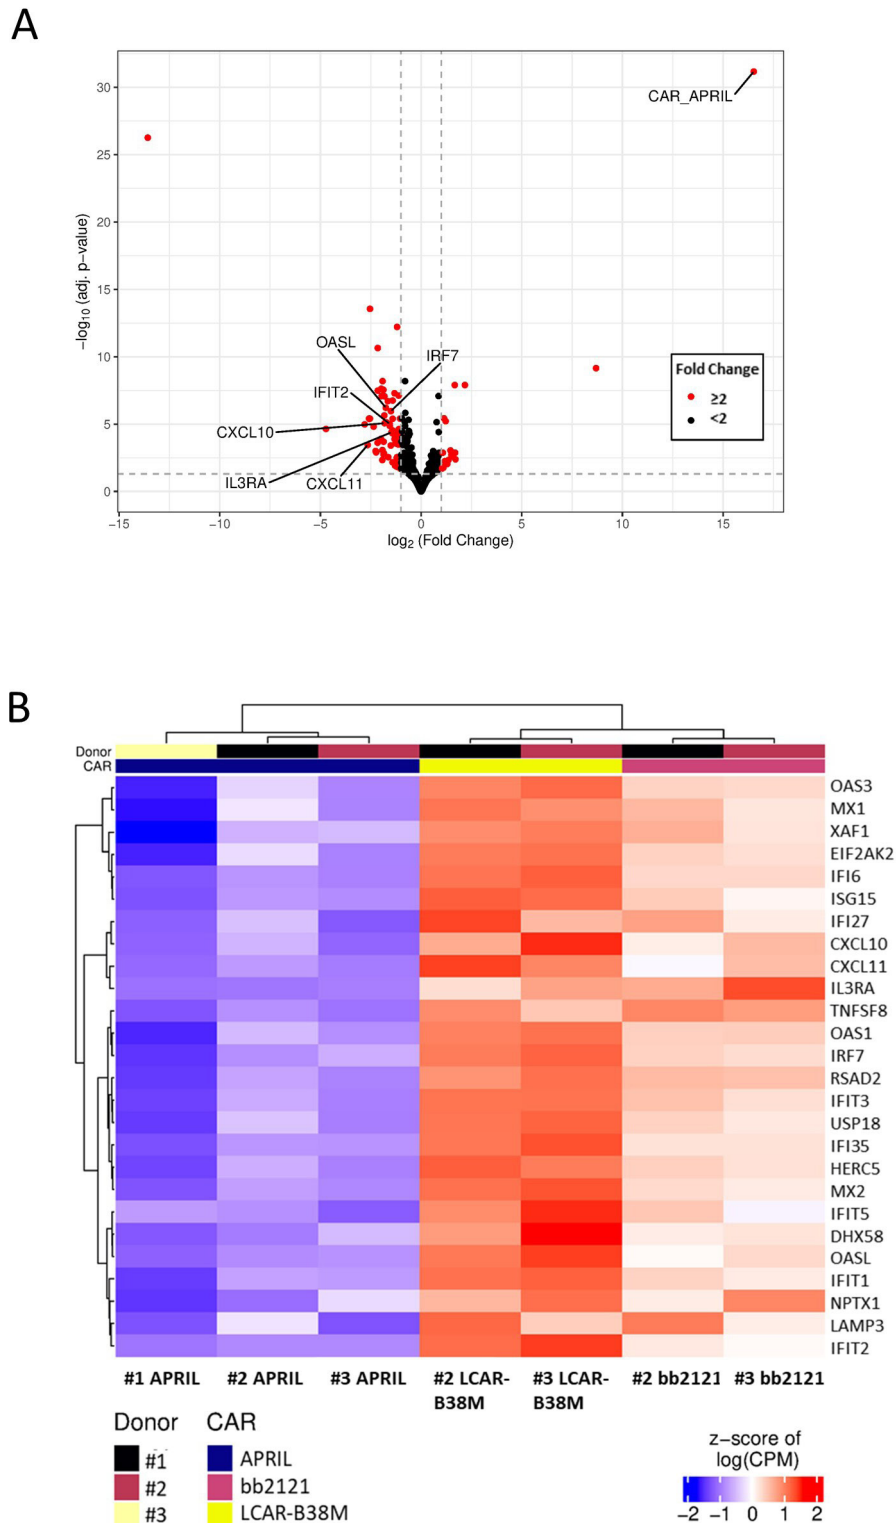 A
CAR_APRIL
OASL
IRF7
IFIT2
CXCL10
IL3RA
CXCL11
Fold Change
≥2
<2
−log10 (adj. p−value)
30
25
20
15
10
5
0
−15
−10
−5
0
5
10
15
log2 (Fold Change)
B
Donor
CAR
OAS3
MX1
XAF1
EIF2AK2
IFI6
ISG15
IFI27
CXCL10
CXCL11
IL3RA
TNFSF8
OAS1
IRF7
RSAD2
IFIT3
USP18
IFI35
HERC5
MX2
IFIT5
DHX58
OASL
IFIT1
NPTX1
LAMP3
IFIT2
#1 APRIL
#2 APRIL
#3 APRIL
#2 LCAR-
B38M
#3 LCAR-
B38M
#2 bb2121
#3 bb2121
Donor
#1
#2
#3
CAR
APRIL
bb2121
LCAR-B38M
z−score of
log(CPM)
−2 −1 0 1 2